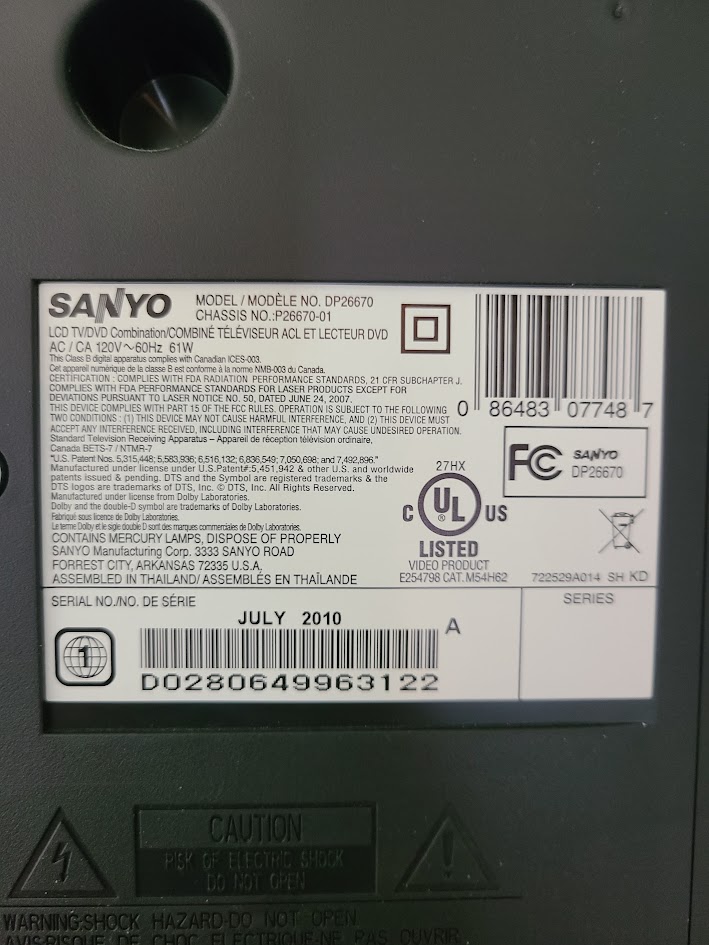 SANYO
MODEL / MODÈLE NO. DP26670
CHASSIS NO.:P26670-01
LCD TV/DVD Combination/COMBINÉ TÉLÉVISEUR ACL ET LECTEUR DVD
AC / CA 120V～60Hz 61W
This Class B digital apparatus complies with Canadian ICES-003.
Cet appareil numérique de la classe B est conforme à la norme NMB-003 du Canada.
CERTIFICATION : COMPLIES WITH FDA RADIATION PERFORMANCE STANDARDS, 21 CFR SUBCHAPTER J.
COMPLIES WITH FDA PERFORMANCE STANDARDS FOR LASER PRODUCTS EXCEPT FOR
DEVIATIONS PURSUANT TO LASER NOTICE NO. 50, DATED JUNE 24, 2007.
THIS DEVICE COMPLIES WITH PART 15 OF THE FCC RULES. OPERATION IS SUBJECT TO THE FOLLOWING
TWO CONDITIONS : (1) THIS DEVICE MAY NOT CAUSE HARMFUL INTERFERENCE, AND (2) THIS DEVICE MUST
ACCEPT ANY INTERFERENCE RECEIVED, INCLUDING INTERFERENCE THAT MAY CAUSE UNDESIRED OPERATION.
Standard Television Receiving Apparatus – Appareil de réception télévision ordinaire,
Canada BETS-7 / NTMR-7
"U.S. Patent Nos. 5,315,448; 5,583,936; 6,516,132; 6,836,549; 7,050,698; and 7,492,896."
Manufactured under license under U.S.Patent#:5,451,942 & other U.S. and worldwide
patents issued & pending. DTS and the Symbol are registered trademarks & the
DTS logos are trademarks of DTS, Inc. © DTS, Inc. All Rights Reserved.
Manufactured under license from Dolby Laboratories.
Dolby and the double-D symbol are trademarks of Dolby Laboratories.
Fabriqué sous licence de Dolby Laboratories.
Le terme Dolby et le sigle double D sont des marques commerciales de Dolby Laboratories.
CONTAINS MERCURY LAMPS, DISPOSE OF PROPERLY
SANYO Manufacturing Corp. 3333 SANYO ROAD
FORREST CITY, ARKANSAS 72335 U.S.A.
ASSEMBLED IN THAILAND/ ASSEMBLÉS EN THAÏLANDE
0 86483 07748 7
FC SANYO
DP26670
27HX
C UL ® US
LISTED
VIDEO PRODUCT
E254798 CAT. M54H62
722529A014 SH KD
SERIAL NO./NO. DE SÉRIE
SERIES
JULY 2010
A
1
D0280649963122
CAUTION
RISK OF ELECTRIC SHOCK
DO NOT OPEN
WARNING:SHOCK HAZARD-DO NOT OPEN
AVIS:RISQUE DE CHOC ELECTRIQUE-NE PAS OUVRIR